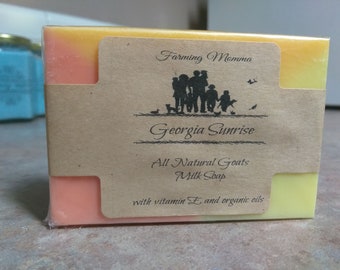 Farming Momma
Georgia Sunrise
All Natural Goats
Milk Soap
with vitamin E and organic oils